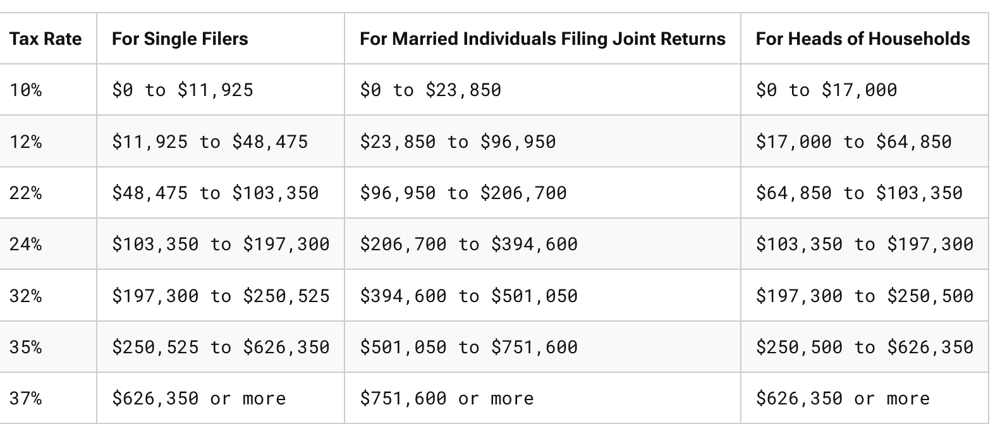 Tax Rate For Single Filers For Married Individuals Filing Joint Returns For Heads of Households
10% $0 to $11,925 $0 to $23,850 $0 to $17,000
12% $11,925 to $48,475 $23,850 to $96,950 $17,000 to $64,850
22% $48,475 to $103,350 $96,950 to $206,700 $64,850 to $103,350
24% $103,350 to $197,300 $206,700 to $394,600 $103,350 to $197,300
32% $197,300 to $250,525 $394,600 to $501,050 $197,300 to $250,500
35% $250,525 to $626,350 $501,050 to $751,600 $250,500 to $626,350
37% $626,350 or more $751,600 or more $626,350 or more